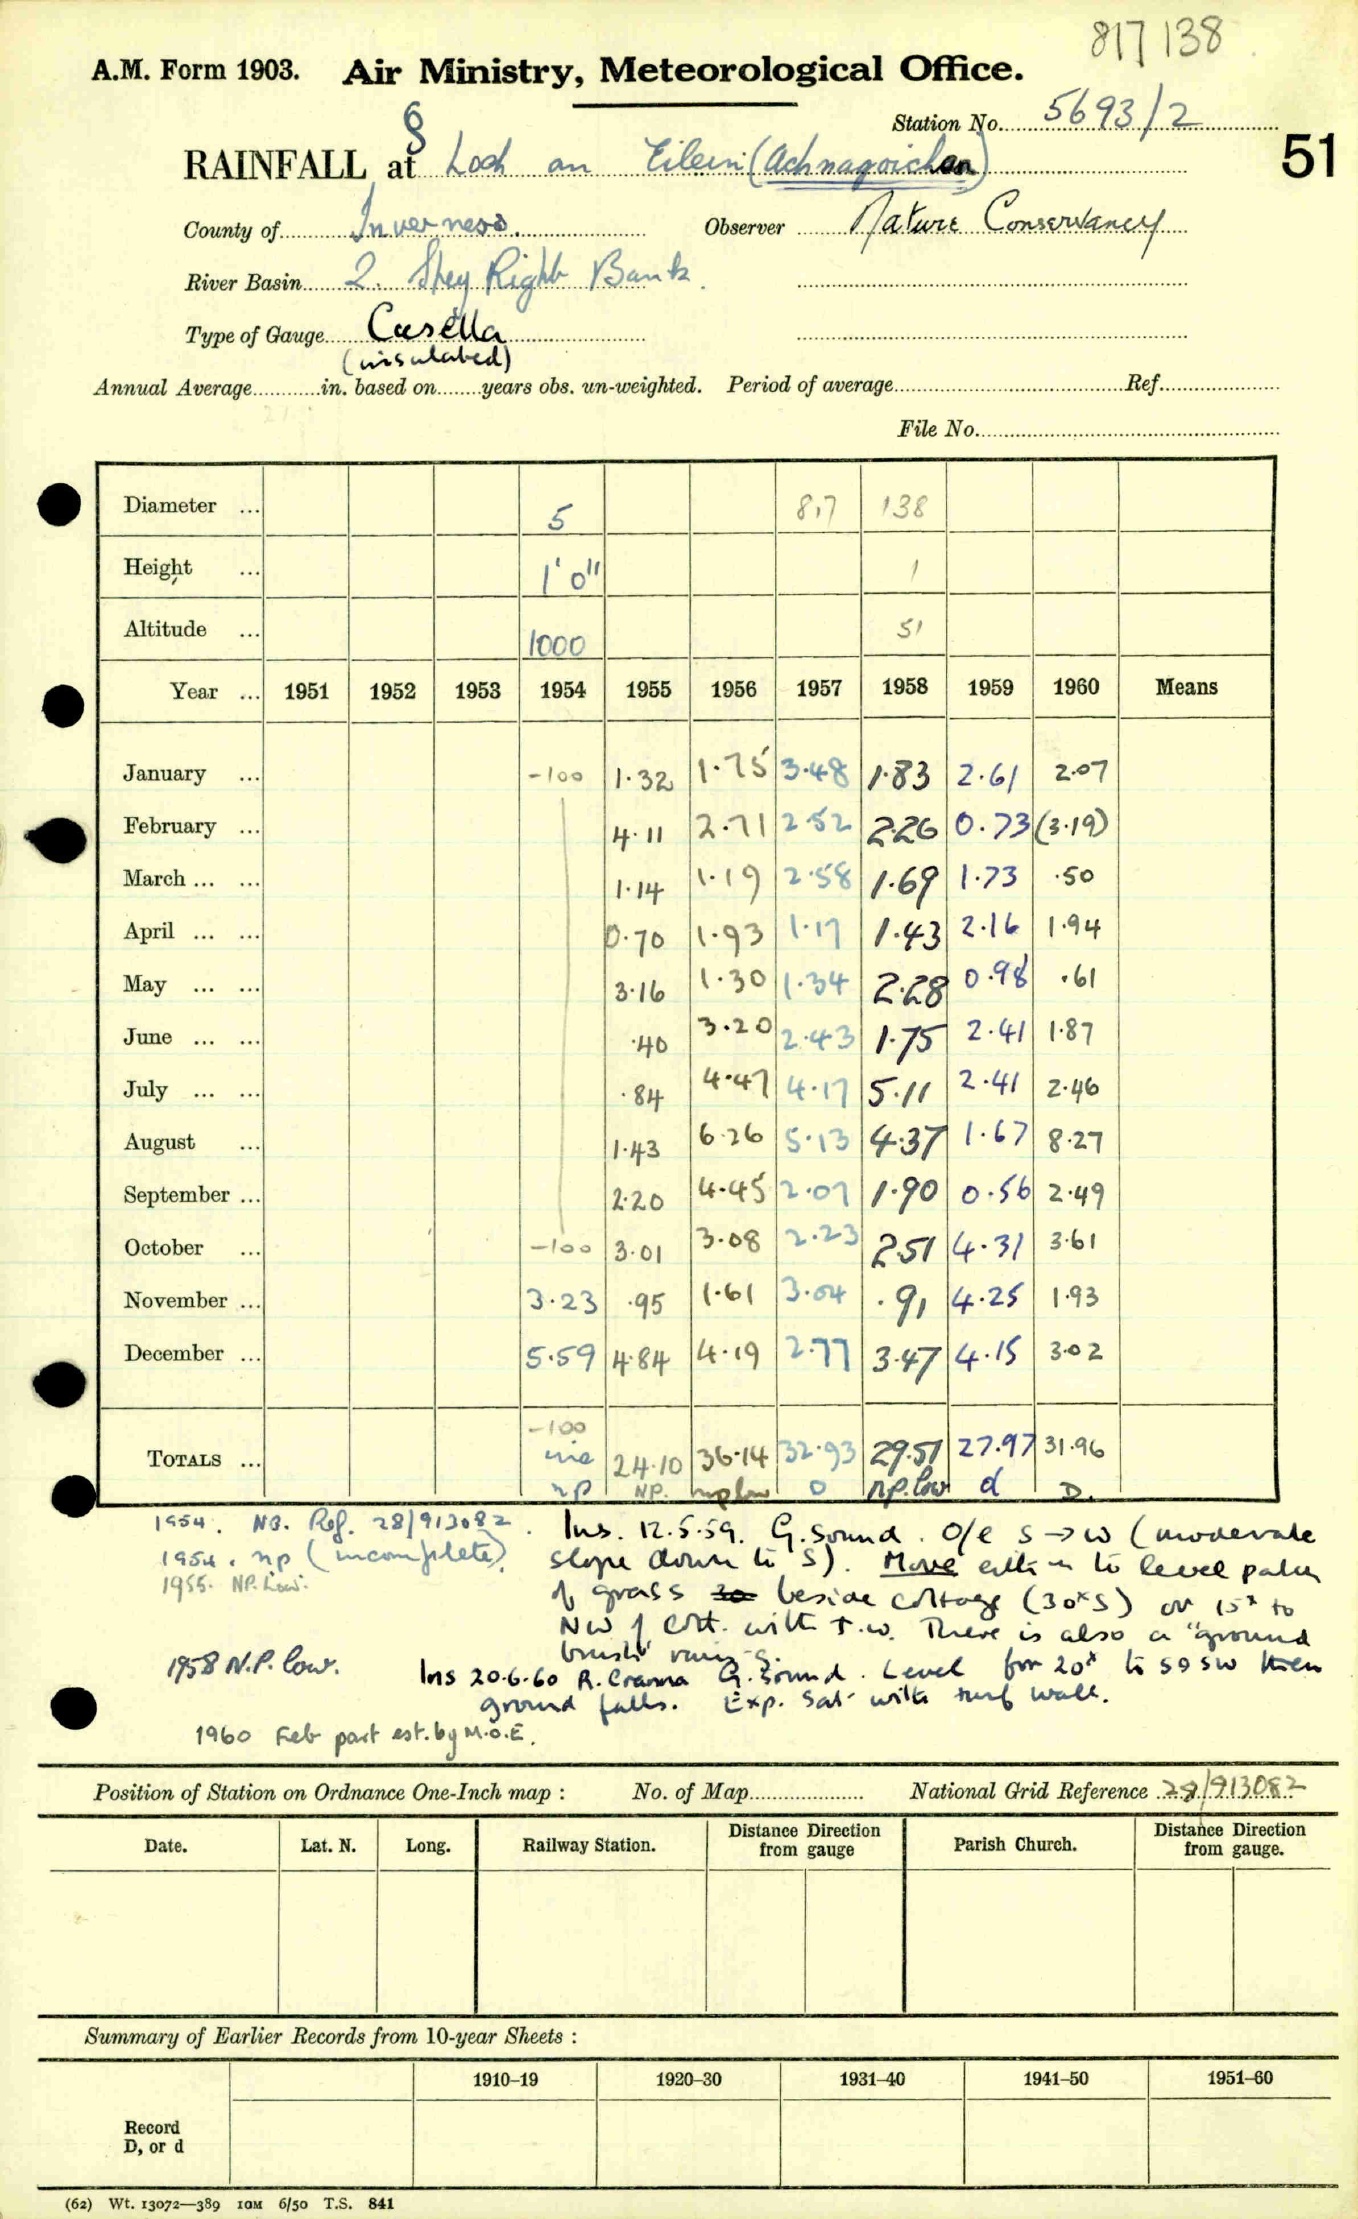 817/138
A.M. Form 1903. Air Ministry, Meteorological Office.
Station No. 5693/2
§
RAINFALL at Loch an Eilein (Achnagoichan)
51
County of Inverness. Observer Nature Conservancy
River Basin 2. Spey Right Bank.
Type of Gauge Casella
(insulated)
Annual Average in. based on years obs. un-weighted. Period of average Ref.
File No.
Diameter ... 5 817 138
Height ... 1' 0" 1
Altitude ... 1000 51
Year ... 1951 1952 1953 1954 1955 1956 1957 1958 1959 1960 Means
January ... -100 1.32 1.75 3.48 1.83 2.61 2.07
February ... 4.11 2.71 2.52 2.26 0.73 (3.19)
March ... ... 1.14 1.19 2.58 1.69 1.73 .50
April ... ... 0.70 1.93 1.17 1.43 2.16 1.94
May ... ... 3.16 1.30 1.34 2.28 0.98 .61
June ... ... .40 3.20 2.43 1.75 2.41 1.87
July ... ... .84 4.47 4.17 5.11 2.41 2.46
August ... 1.43 6.26 5.13 4.37 1.67 8.27
September ... 2.20 4.45 2.07 1.90 0.56 2.49
October ... -100 3.01 3.08 2.23 2.51 4.31 3.61
November ... 3.23 .95 1.61 3.04 .91 4.25 1.93
December ... 5.59 4.84 4.19 2.77 3.47 4.15 3.02
-100
TOTALS ... inc 24.10 36.14 32.93 29.51 27.97 31.96
np NP. np low D NP. low d D.
1954. NG. Ref. 28/913082. Ins. 12.5.59. G. sound. O/e S → W (moderate
1954. np (incomplete). slope down to S). Move either to level patch
1955. NP. Low. of grass beside cottage (30x S) or 15x to
NW of cott. with t.w. There is also a "ground
brush" rain g.
1958 N.P. low. Ins 20.6.60 R. Cranna G. Sound. Level for 20x to SSW then
ground falls. Exp. Sat. with turf wall.
1960 Feb part est. by M.O.E.
Position of Station on Ordnance One-Inch map : No. of Map National Grid Reference 28/913082
Date. Lat. N. Long. Railway Station. Distance Direction from gauge Parish Church. Distance Direction from gauge.
Summary of Earlier Records from 10-year Sheets :
1910–19 1920–30 1931–40 1941–50 1951–60
Record
D, or d
(62) Wt. 13072—389 10M 6/50 T.S. 841